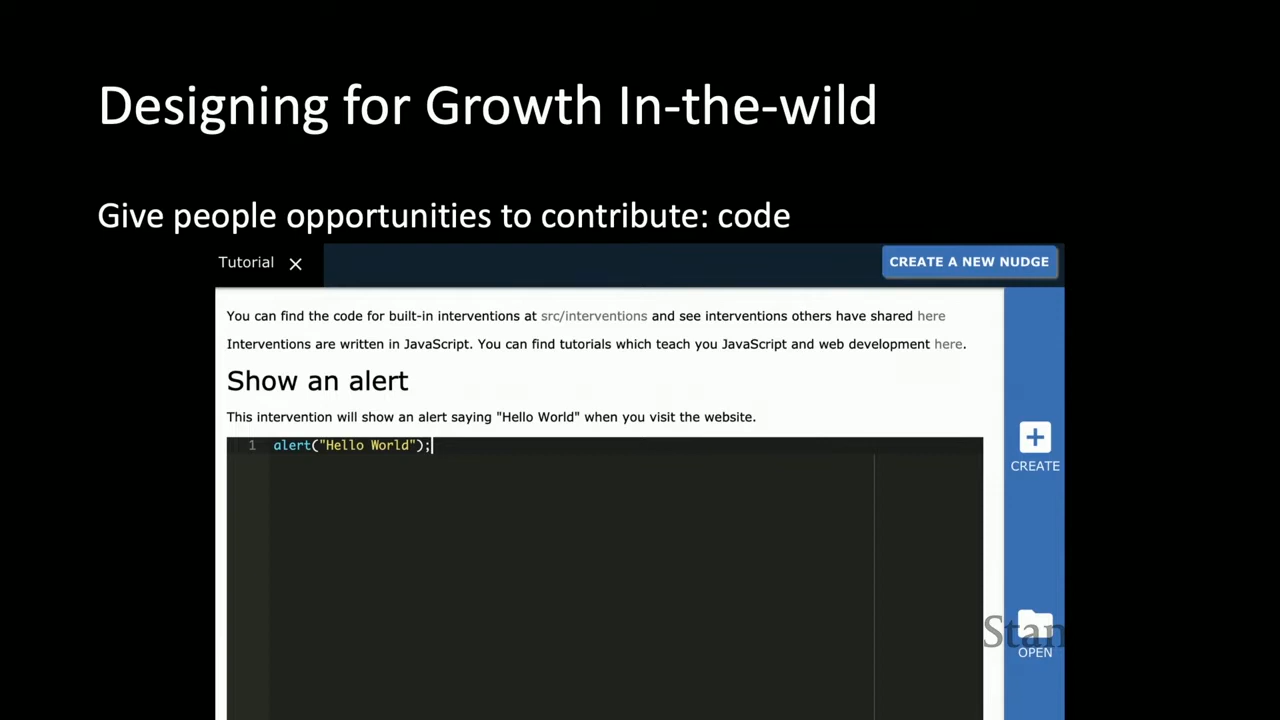 Designing for Growth In-the-wild
Give people opportunities to contribute: code
Tutorial
CREATE A NEW NUDGE
You can find the code for built-in interventions at src/interventions and see interventions others have shared here
Interventions are written in JavaScript. You can find tutorials which teach you JavaScript and web development here.
Show an alert
This intervention will show an alert saying "Hello World" when you visit the website.
1 alert("Hello World");
CREATE
Stan
OPEN